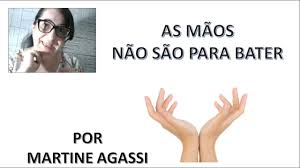 AS MÃOS
NÃO SÃO PARA BATER
POR
MARTINE AGASSI